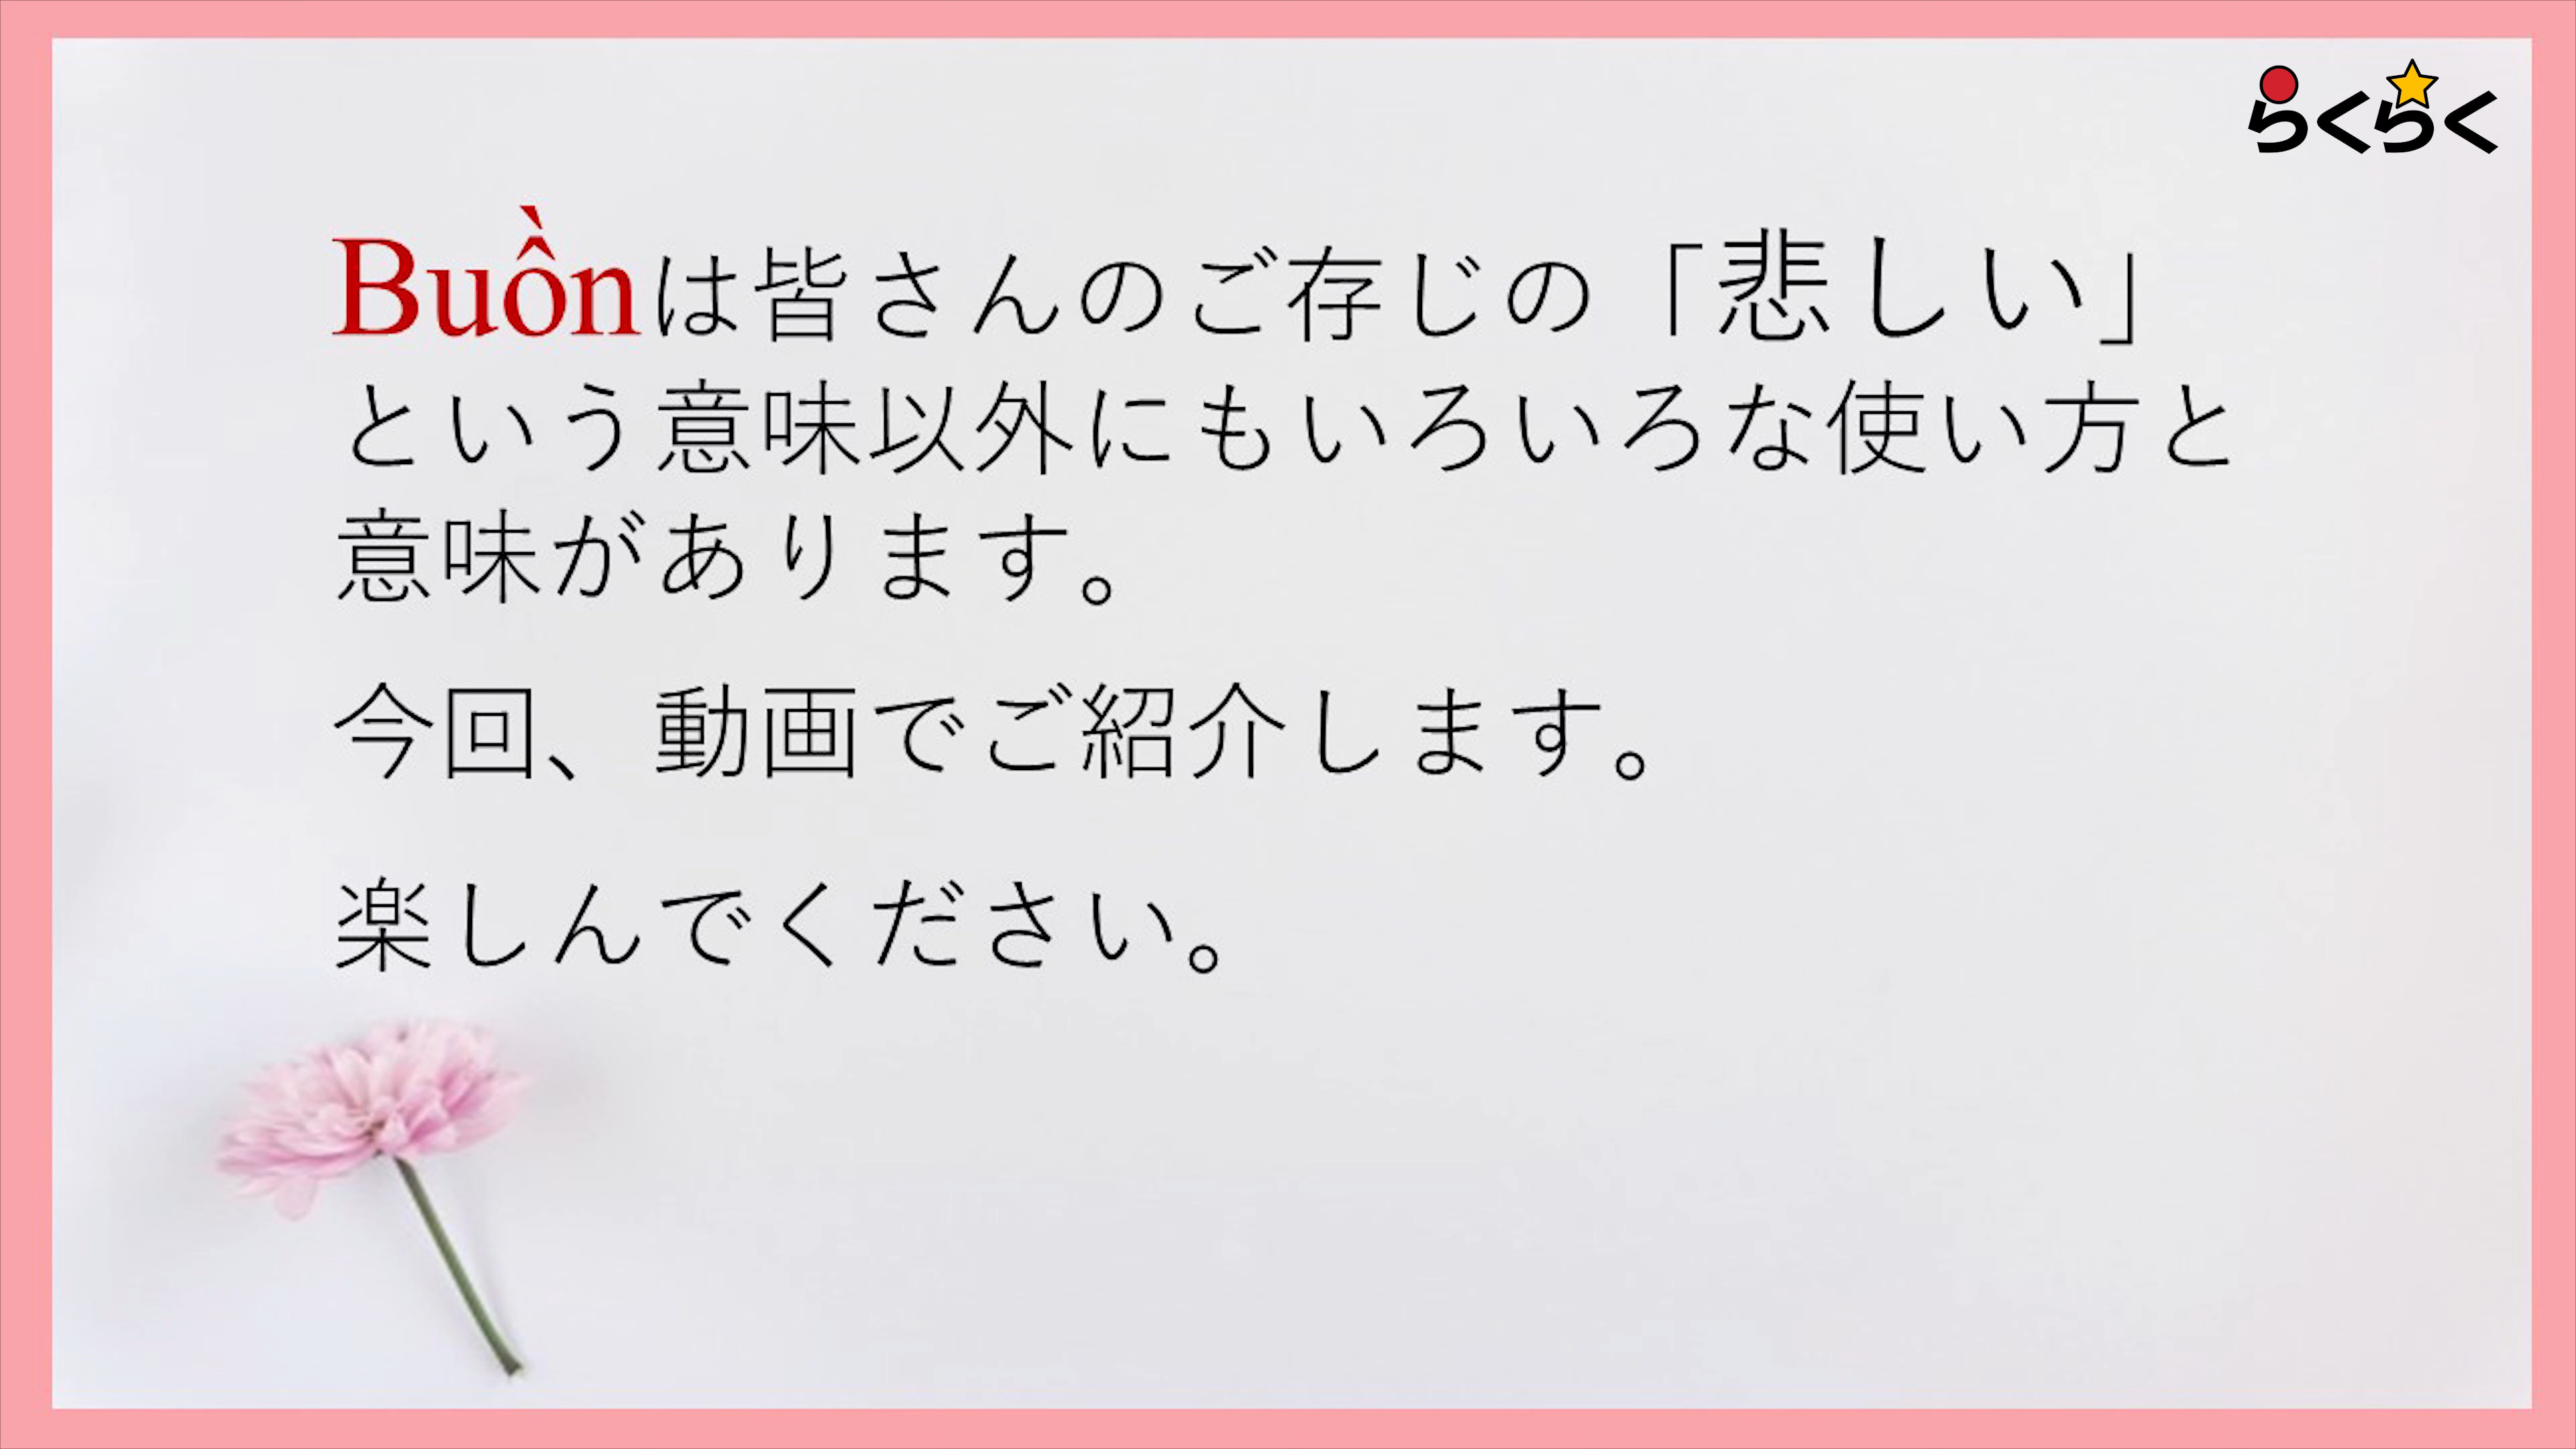 らくらく
Buồnは皆さんのご存じの「悲しい」
という意味以外にもいろいろな使い方と
意味があります。
今回、動画でご紹介します。
楽しんでください。